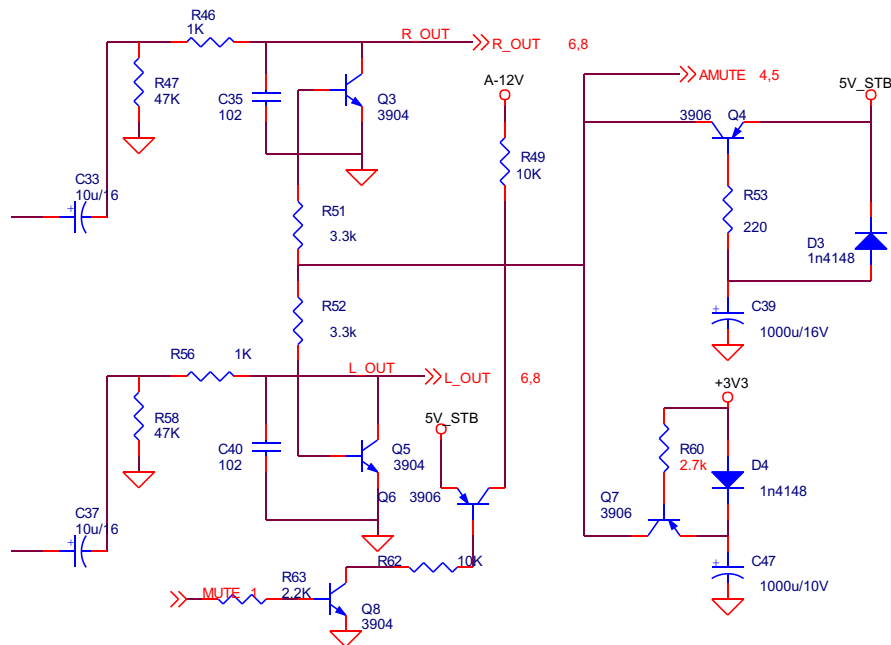 R46
1K
R_OUT
R_OUT 6,8
R47
47K
C35
102
Q3
3904
A-12V
AMUTE 4,5
5V_STB
3906 Q4
R49
10K
C33
10u/16
R51
3.3k
R53
220
D3
1n4148
R52
3.3k
C39
1000u/16V
R56 1K
L_OUT
L_OUT 6,8
+3V3
R58
47K
5V_STB
C40
102
Q5
3904
R60
2.7k
D4
1n4148
Q6 3906
Q7
3906
C37
10u/16
R62 10K
C47
1000u/10V
MUTE_1
R63
2.2K
Q8
3904